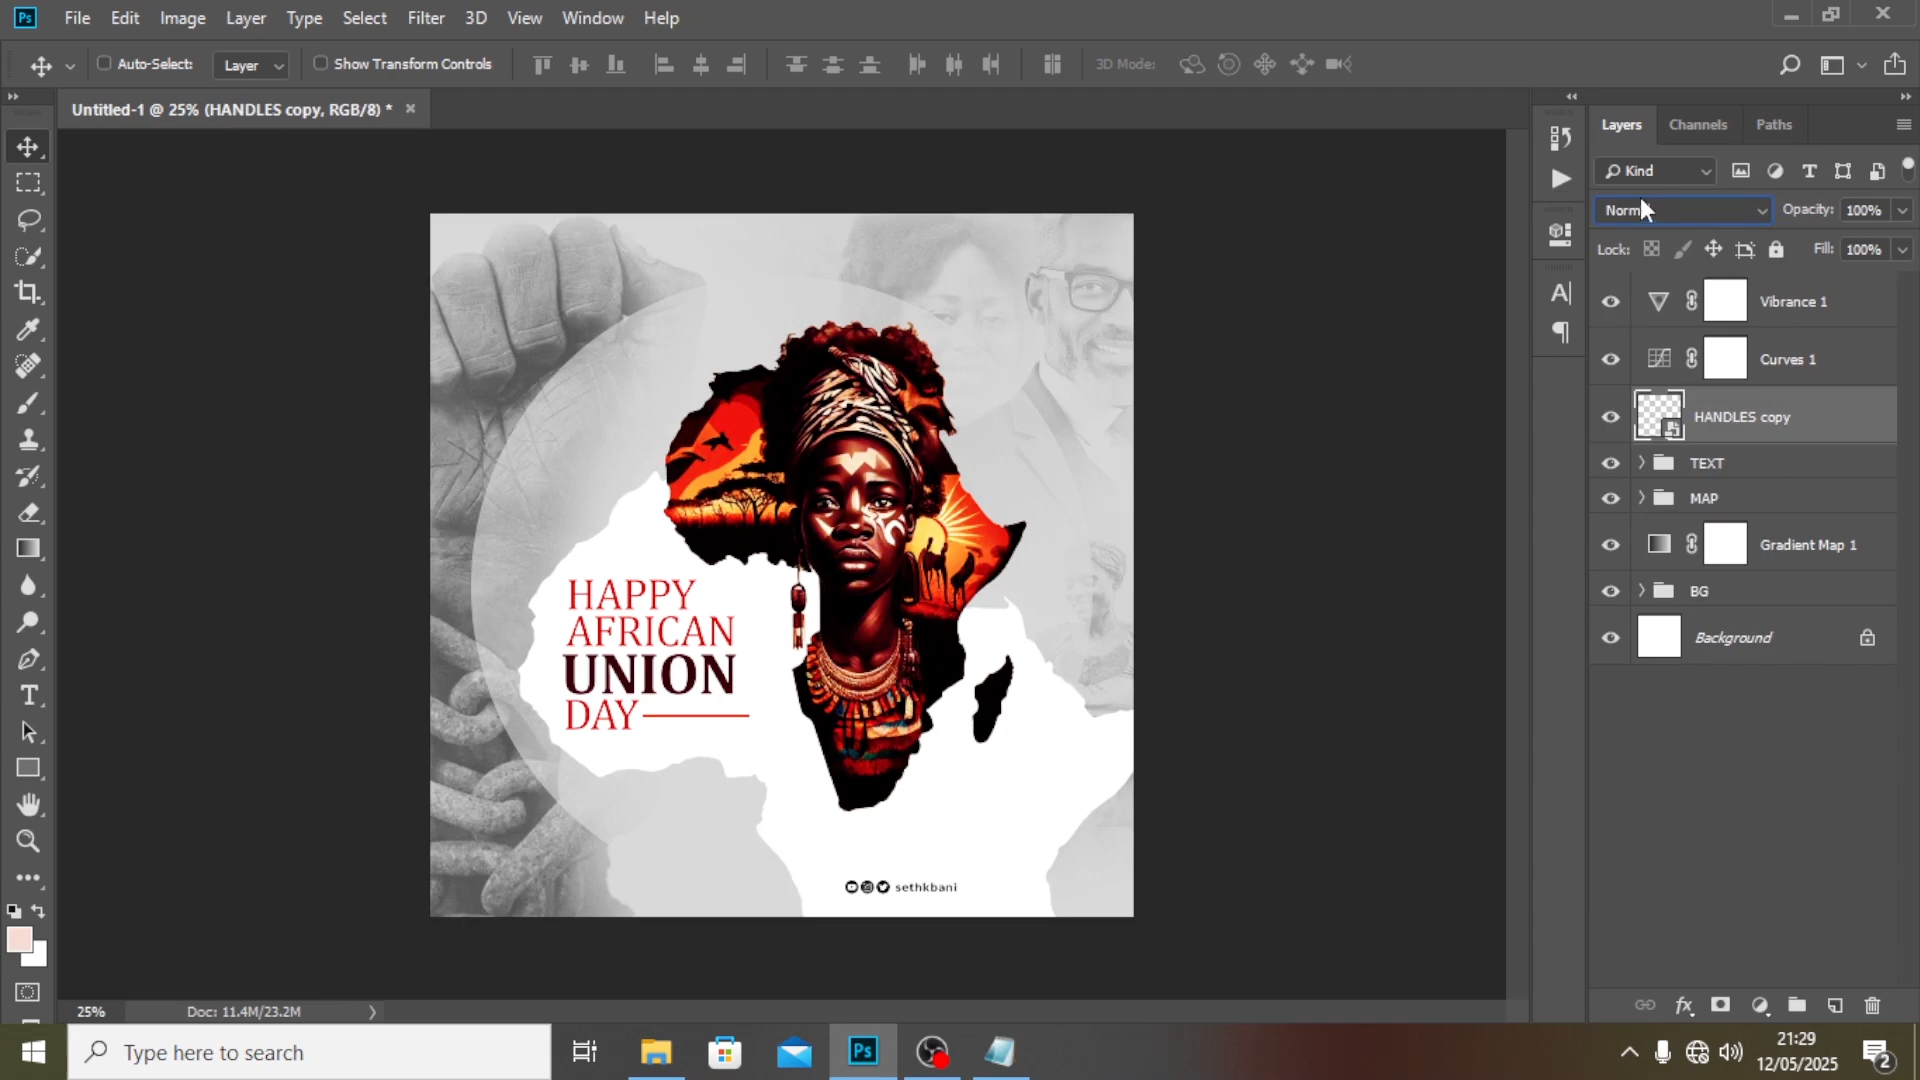 Ps File Edit Image Layer Type Select Filter 3D View Window Help
Auto-Select: Layer Show Transform Controls 3D Mode:
Untitled-1 @ 25% (HANDLES copy, RGB/8) *
Layers Channels Paths
Kind
Opacity: 100%
Lock: Fill: 100%
Vibrance 1
Curves 1
HANDLES copy
TEXT
MAP
Gradient Map 1
BG
Background
HAPPY
AFRICAN
UNION
DAY
sethkbani
25% Doc: 11.4M/23.2M
Type here to search
Ps
21:29
12/05/2025
2